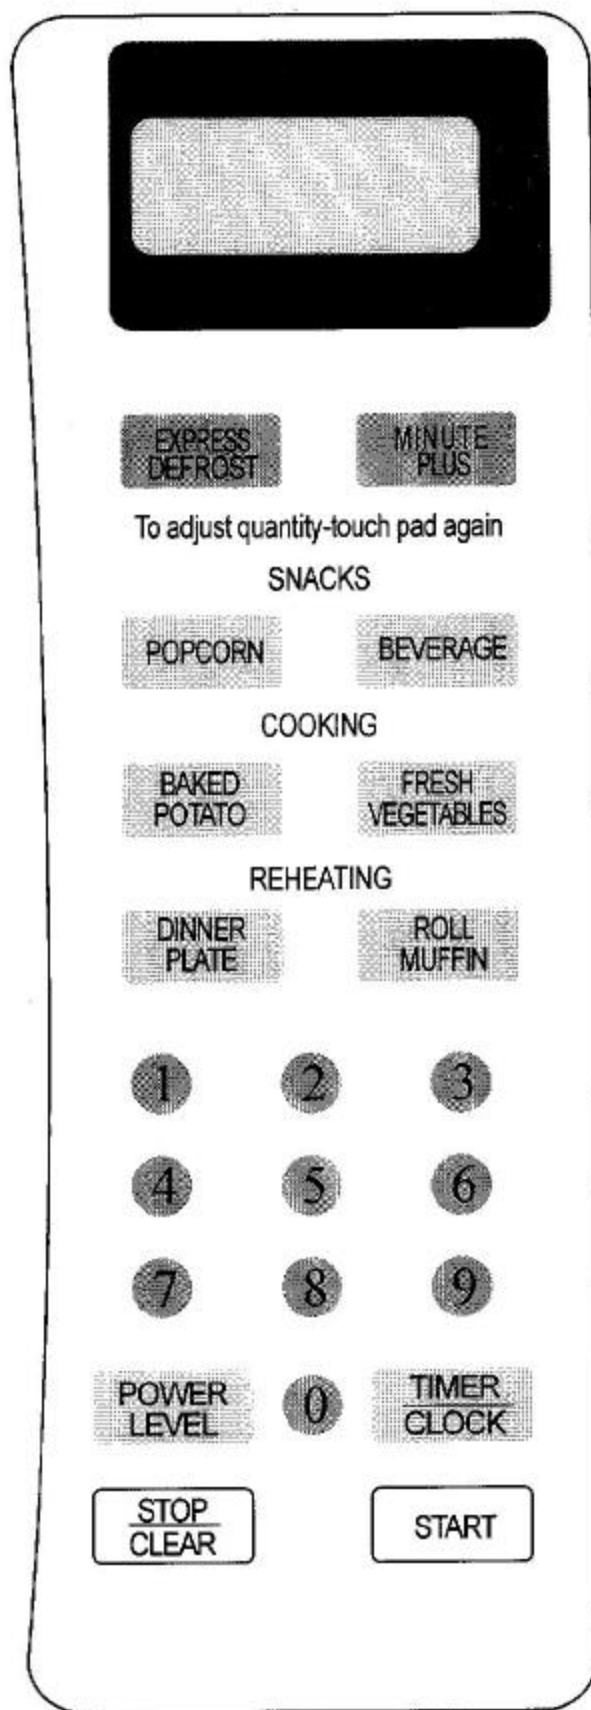 EXPRESS
DEFROST
MINUTE
PLUS
To adjust quantity-touch pad again
SNACKS
POPCORN
BEVERAGE
COOKING
BAKED
POTATO
FRESH
VEGETABLES
REHEATING
DINNER
PLATE
ROLL
MUFFIN
1 2 3
4 5 6
7 8 9
POWER
LEVEL
0
TIMER
CLOCK
STOP
CLEAR
START